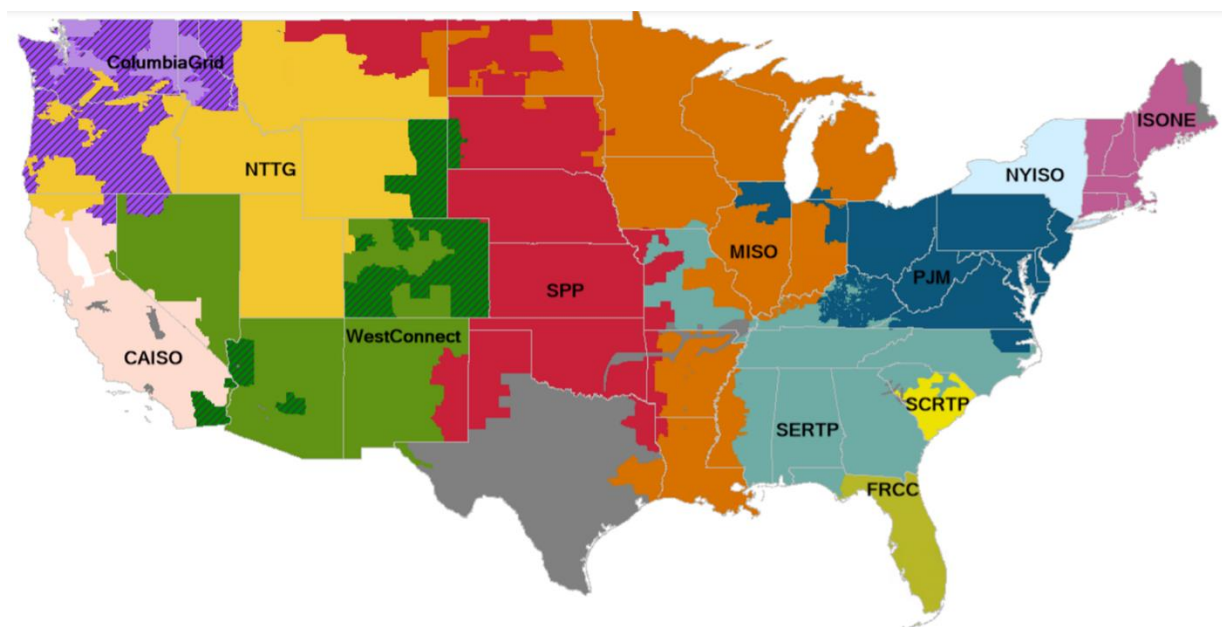 ColumbiaGrid
ISONE
NTTG
NYISO
MISO
PJM
SPP
WestConnect
CAISO
SCRTP
SERTP
FRCC